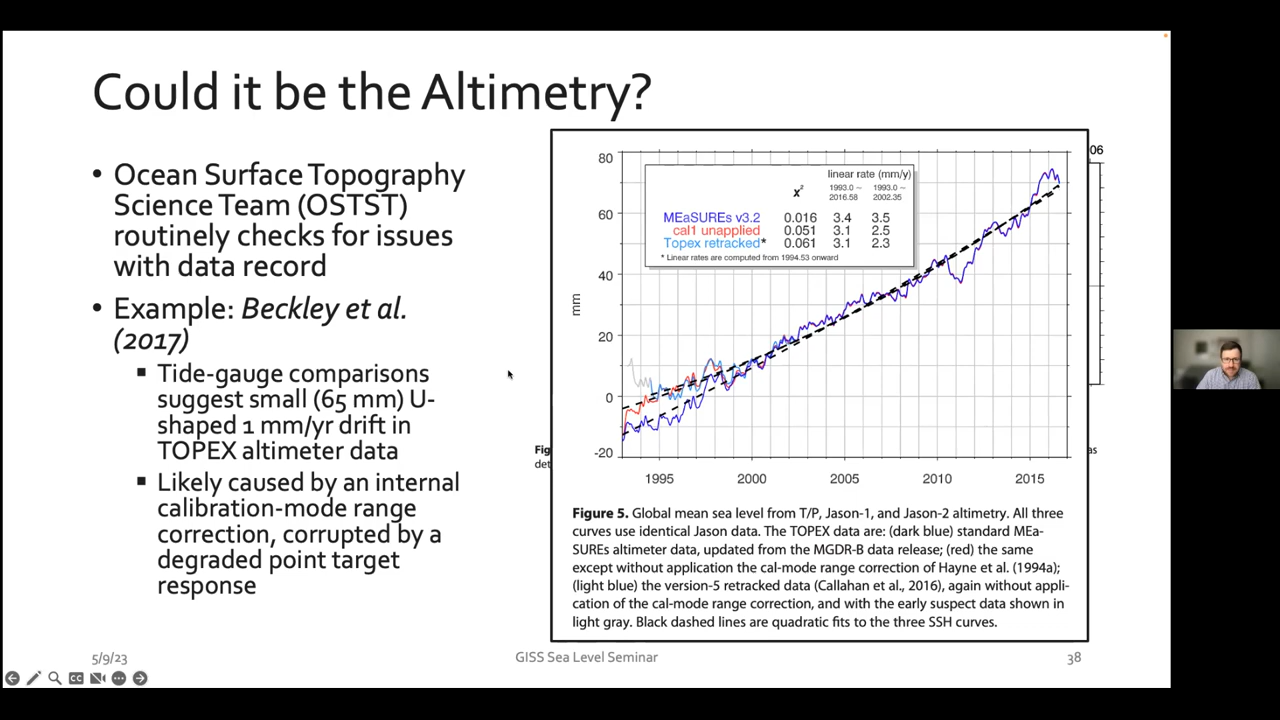 Could it be the Altimetry?
• Ocean Surface Topography
Science Team (OSTST)
routinely checks for issues
with data record
• Example: Beckley et al.
(2017)
▪ Tide-gauge comparisons
suggest small (65 mm) U-
shaped 1 mm/yr drift in
TOPEX altimeter data
▪ Likely caused by an internal
calibration-mode range
correction, corrupted by a
degraded point target
response
06
80
60
40
20
0
-20
mm
linear rate (mm/y)
x² 1993.0 ~ 2016.58 1993.0 ~ 2002.35
MEaSUREs v3.2 0.016 3.4 3.5
cal1 unapplied 0.051 3.1 2.5
Topex retracked* 0.061 3.1 2.3
* Linear rates are computed from 1994.53 onward
1995 2000 2005 2010 2015
Fig
det
as
Figure 5. Global mean sea level from T/P, Jason-1, and Jason-2 altimetry. All three
curves use identical Jason data. The TOPEX data are: (dark blue) standard MEa-
SUREs altimeter data, updated from the MGDR-B data release; (red) the same
except without application the cal-mode range correction of Hayne et al. (1994a);
(light blue) the version-5 retracked data (Callahan et al., 2016), again without appli-
cation of the cal-mode range correction, and with the early suspect data shown in
light gray. Black dashed lines are quadratic fits to the three SSH curves.
5/9/23
GISS Sea Level Seminar
38
CC